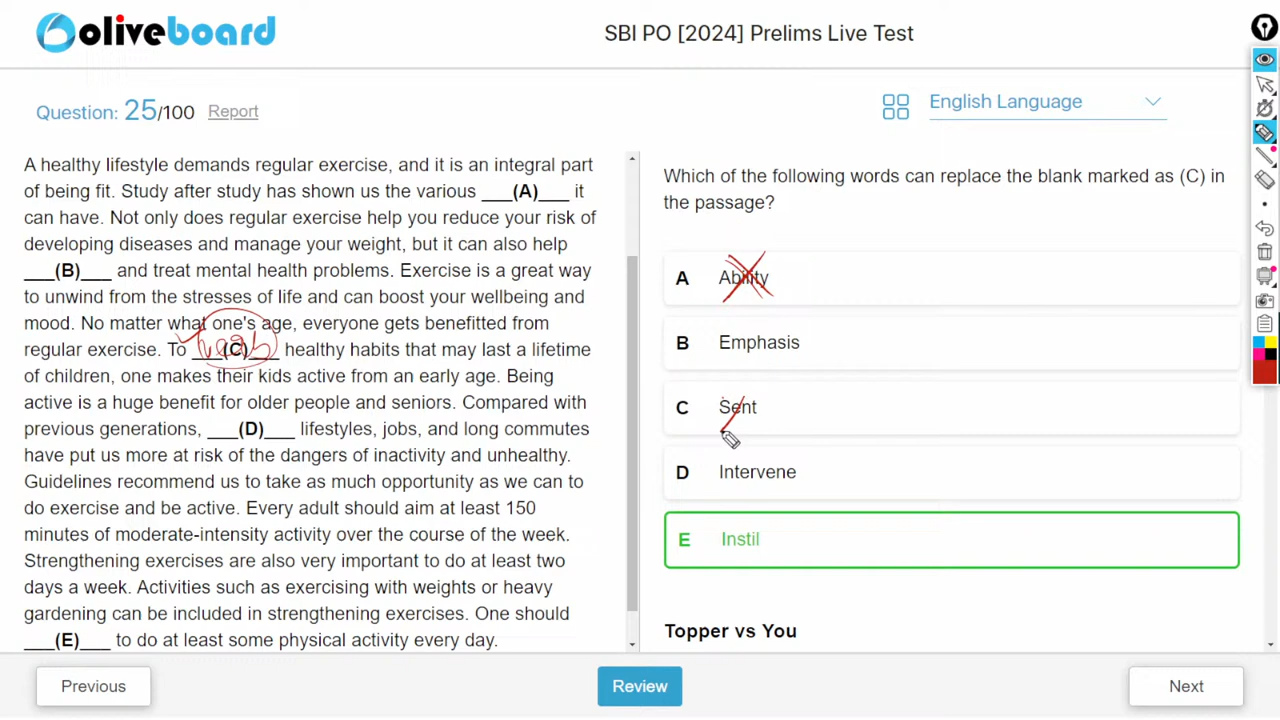 oliveboard
SBI PO [2024] Prelims Live Test
Question: 25/100 Report
English Language
A healthy lifestyle demands regular exercise, and it is an integral part
of being fit. Study after study has shown us the various ___(A)___ it
can have. Not only does regular exercise help you reduce your risk of
developing diseases and manage your weight, but it can also help
___(B)___ and treat mental health problems. Exercise is a great way
to unwind from the stresses of life and can boost your wellbeing and
mood. No matter what one's age, everyone gets benefitted from
regular exercise. To ___(C)___ healthy habits that may last a lifetime
of children, one makes their kids active from an early age. Being
active is a huge benefit for older people and seniors. Compared with
previous generations, ___(D)___ lifestyles, jobs, and long commutes
have put us more at risk of the dangers of inactivity and unhealthy.
Guidelines recommend us to take as much opportunity as we can to
do exercise and be active. Every adult should aim at least 150
minutes of moderate-intensity activity over the course of the week.
Strengthening exercises are also very important to do at least two
days a week. Activities such as exercising with weights or heavy
gardening can be included in strengthening exercises. One should
___(E)___ to do at least some physical activity every day.
Which of the following words can replace the blank marked as (C) in
the passage?
A Ability
B Emphasis
C Sent
D Intervene
E Instil
Topper vs You
Previous
Review
Next